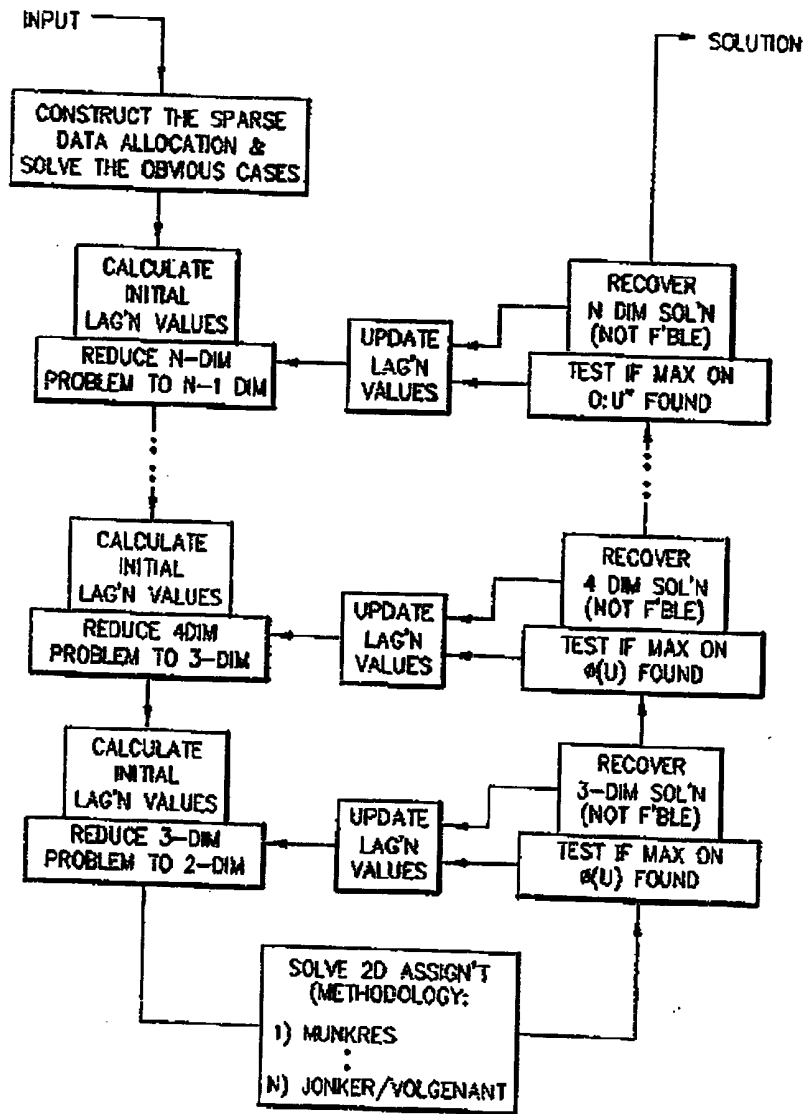 INPUT
SOLUTION
CONSTRUCT THE SPARSE
DATA ALLOCATION &
SOLVE THE OBVIOUS CASES
CALCULATE
INITIAL
LAG'N VALUES
REDUCE N-DIM
PROBLEM TO N-1 DIM
UPDATE
LAG'N
VALUES
RECOVER
N DIM SOL'N
(NOT F'BLE)
TEST IF MAX ON
O:U" FOUND
CALCULATE
INITIAL
LAG'N VALUES
REDUCE 4DIM
PROBLEM TO 3-DIM
UPDATE
LAG'N
VALUES
RECOVER
4 DIM SOL'N
(NOT F'BLE)
TEST IF MAX ON
ø(U) FOUND
CALCULATE
INITIAL
LAG'N VALUES
REDUCE 3-DIM
PROBLEM TO 2-DIM
UPDATE
LAG'N
VALUES
RECOVER
3-DIM SOL'N
(NOT F'BLE)
TEST IF MAX ON
ø(U) FOUND
SOLVE 2D ASSIGN'T
(METHODOLOGY:
1) MUNKRES
N) JONKER/VOLGENANT